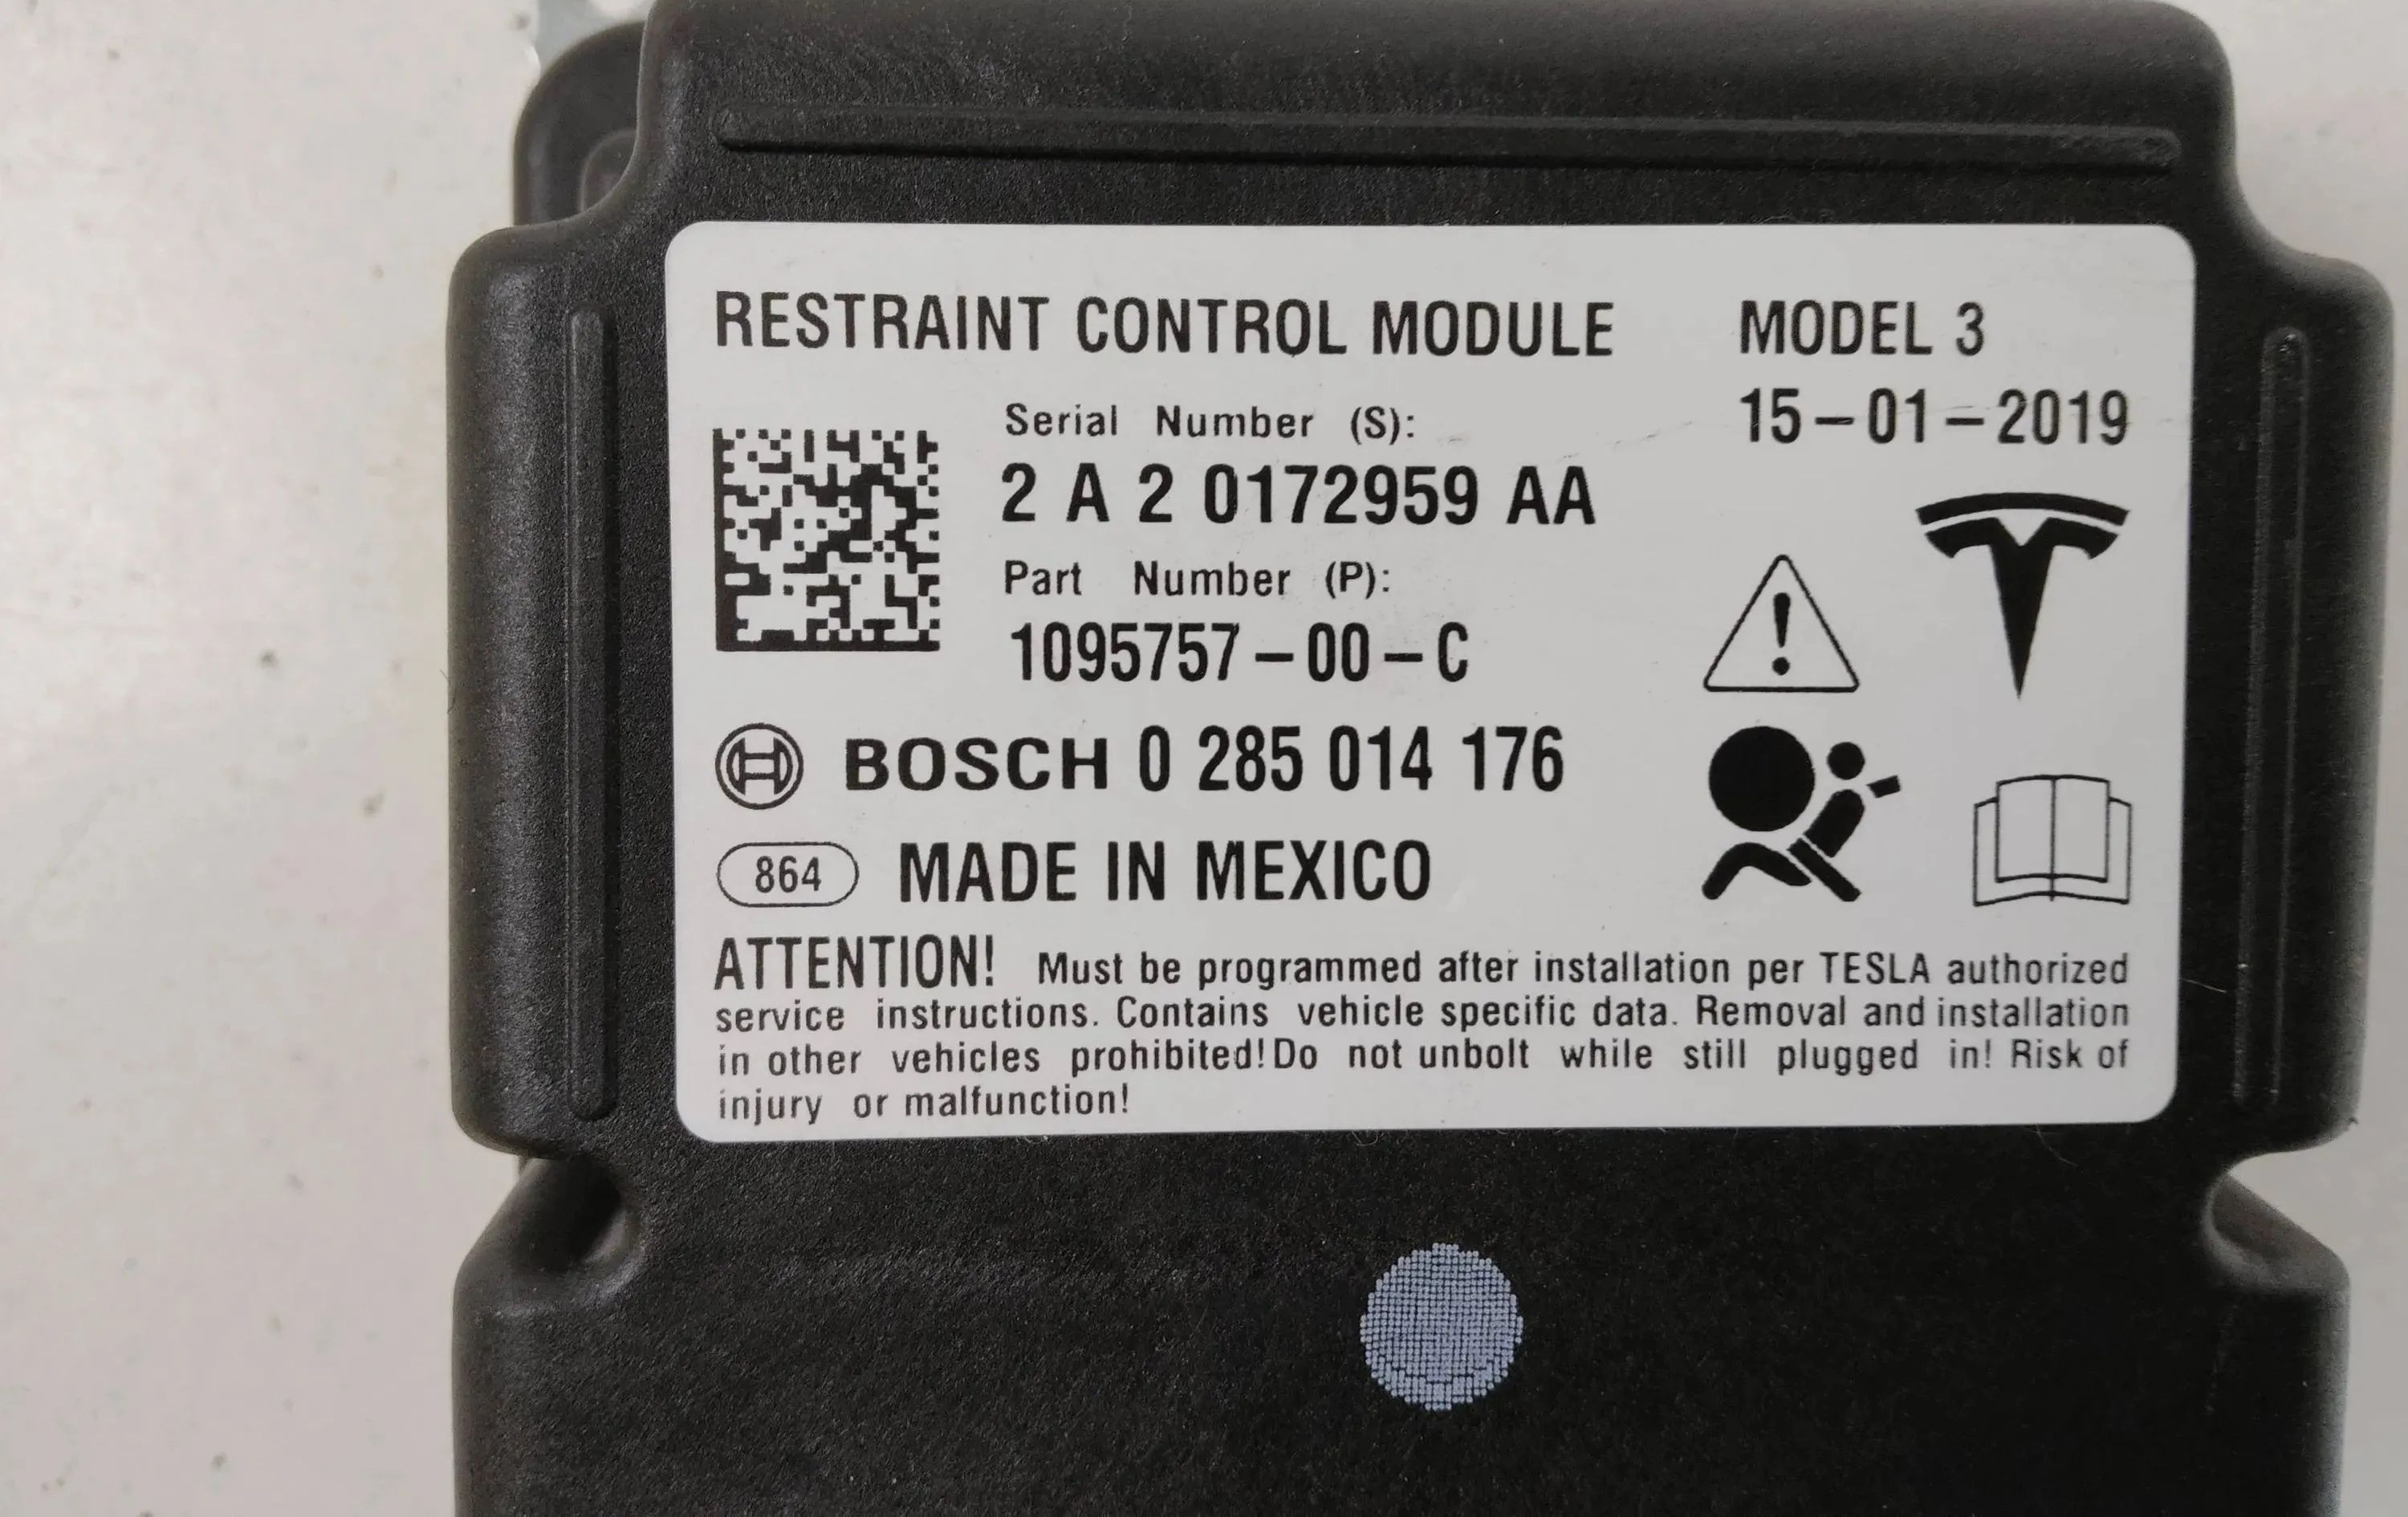 RESTRAINT CONTROL MODULE MODEL 3
15-01-2019
Serial Number (S):
2 A 2 0172959 AA
Part Number (P):
1095757-00-C
BOSCH 0 285 014 176
864 MADE IN MEXICO
ATTENTION! Must be programmed after installation per TESLA authorized
service instructions. Contains vehicle specific data. Removal and installation
in other vehicles prohibited! Do not unbolt while still plugged in! Risk of
injury or malfunction!